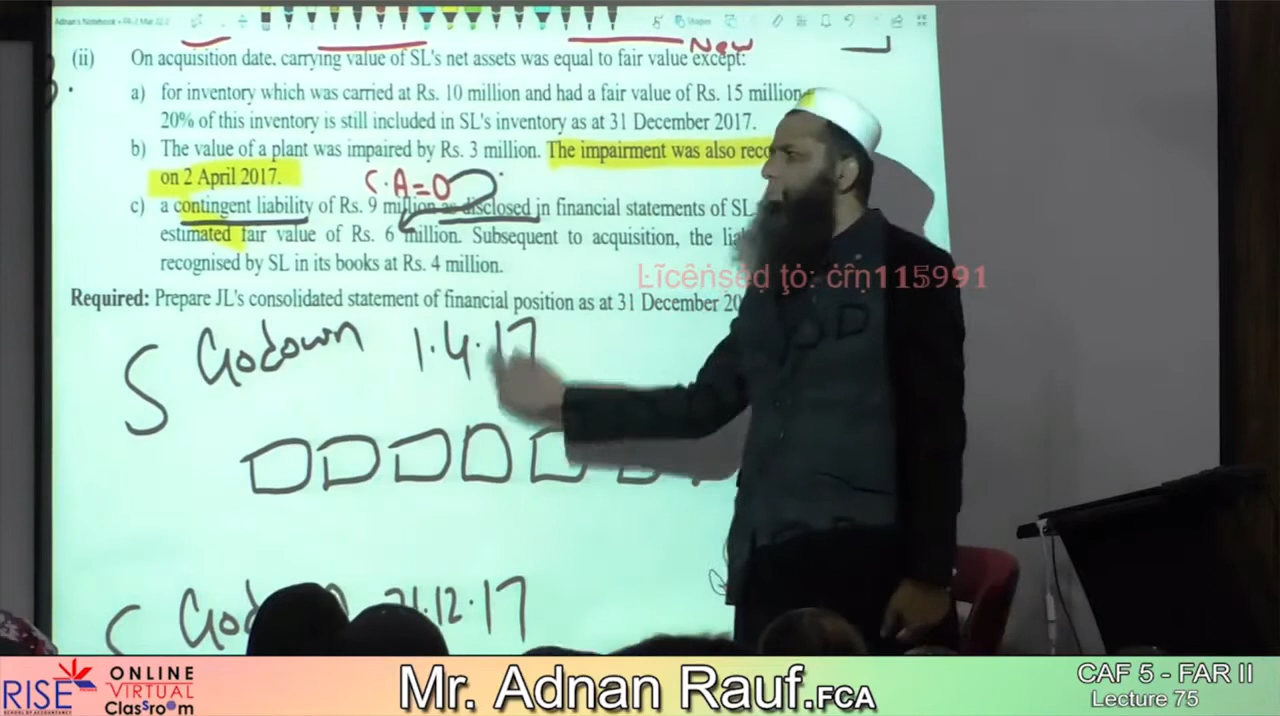 New
(ii) On acquisition date. carrying value of SL's net assets was equal to fair value except:
a) for inventory which was carried at Rs. 10 million and had a fair value of Rs. 15 million
20% of this inventory is still included in SL's inventory as at 31 December 2017.
b) The value of a plant was impaired by Rs. 3 million. The impairment was also reco
on 2 April 2017.
C.A=0
c) a contingent liability of Rs. 9 million as disclosed in financial statements of SL
estimated fair value of Rs. 6 million. Subsequent to acquisition, the lia
recognised by SL in its books at Rs. 4 million.
Licensed to: crn115991
Required: Prepare JL's consolidated statement of financial position as at 31 December 20
S Godown 1.4.17
S God 31.12.17
RISE
SCHOOL OF ACCOUNTANCY
ONLINE
VIRTUAL
Classroom
Mr. Adnan Rauf.FCA
CAF 5 - FAR II
Lecture 75